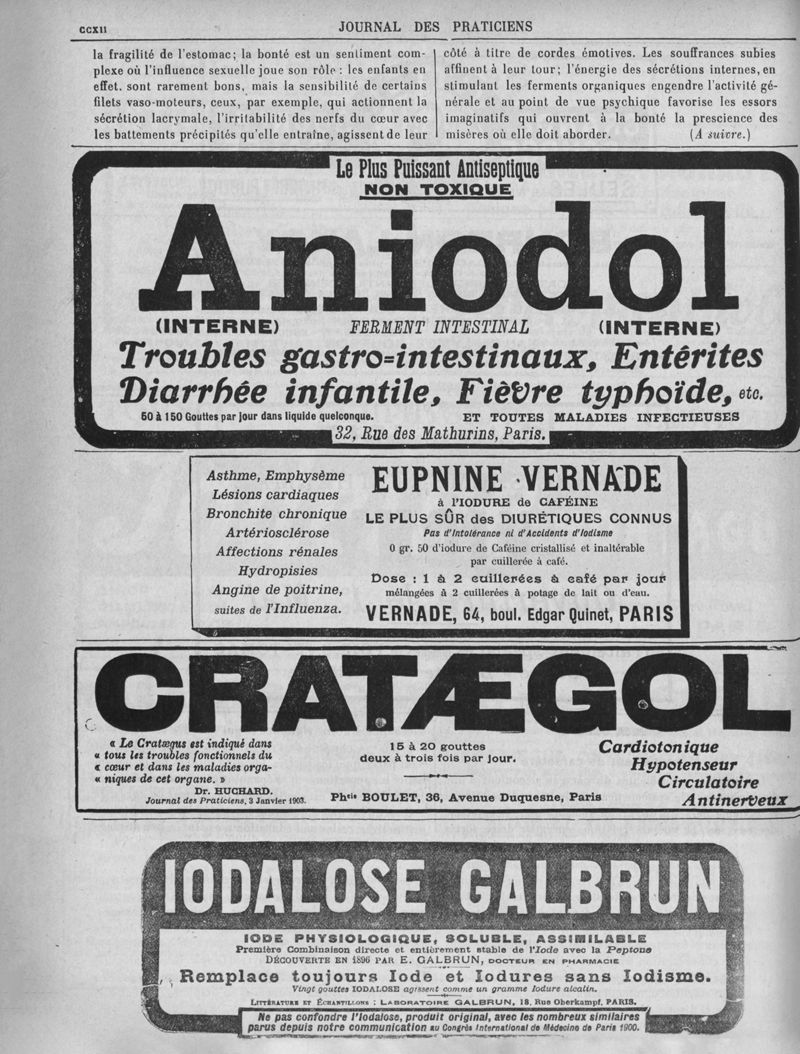 CCXII
JOURNAL DES PRATICIENS
la fragilité de l'estomac; la bonté est un sentiment com-
plexe où l'influence sexuelle joue son rôle : les enfants en
effet. sont rarement bons, mais la sensibilité de certains
filets vaso-moteurs, ceux, par exemple, qui actionnent la
sécrétion lacrymale, l'irritabilité des nerfs du cœur avec
les battements précipités qu'elle entraîne, agissent de leur
côté à titre de cordes émotives. Les souffrances subies
affinent à leur tour; l'énergie des sécrétions internes, en
stimulant les ferments organiques engendre l'activité gé-
nérale et au point de vue psychique favorise les essors
imaginatifs qui ouvrent à la bonté la prescience des
misères où elle doit aborder. (A suivre.)
Le Plus Puissant Antiseptique
NON TOXIQUE
Aniodol
(INTERNE) FERMENT INTESTINAL (INTERNE)
Troubles gastro-intestinaux, Entérites
Diarrhée infantile, Fièvre typhoïde, etc.
50 à 150 Gouttes par jour dans liquide quelconque. ET TOUTES MALADIES INFECTIEUSES
32, Rue des Mathurins, Paris.
Asthme, Emphysème
Lésions cardiaques
Bronchite chronique
Artériosclérose
Affections rénales
Hydropisies
Angine de poitrine,
suites de l'Influenza.
EUPNINE VERNADE
à l'IODURE de CAFÉINE
LE PLUS SÛR des DIURÉTIQUES CONNUS
Pas d'Intolérance ni d'Accidents d'Iodisme
0 gr. 50 d'iodure de Caféine cristallisé et inaltérable
par cuillerée à café.
Dose : 1 à 2 cuillerées à café par jour
mélangées à 2 cuillerées à potage de lait ou d'eau.
VERNADE, 64, boul. Edgar Quinet, PARIS
CRATÆGOL
« Le Cratægus est indiqué dans
« tous les troubles fonctionnels du
« cœur et dans les maladies orga-
« niques de cet organe. »
Dr. HUCHARD.
Journal des Praticiens, 3 Janvier 1903.
15 à 20 gouttes
deux à trois fois par jour.
Phcie BOULET, 36, Avenue Duquesne, Paris
Cardiotonique
Hypotenseur
Circulatoire
Antinerveux
IODALOSE GALBRUN
IODE PHYSIOLOGIQUE, SOLUBLE, ASSIMILABLE
Première Combinaison directe et entièrement stable de l'Iode avec la Peptone
DÉCOUVERTE EN 1896 PAR E. GALBRUN, DOCTEUR EN PHARMACIE
Remplace toujours Iode et Iodures sans Iodisme.
Vingt gouttes IODALOSE agissent comme un gramme Iodure alcalin.
LITTÉRATURE ET ÉCHANTILLONS : LABORATOIRE GALBRUN, 18, Rue Oberkampf, PARIS.
Ne pas confondre l'Iodalose, produit original, avec les nombreux similaires
parus depuis notre communication au Congrès International de Médecine de Paris 1900.